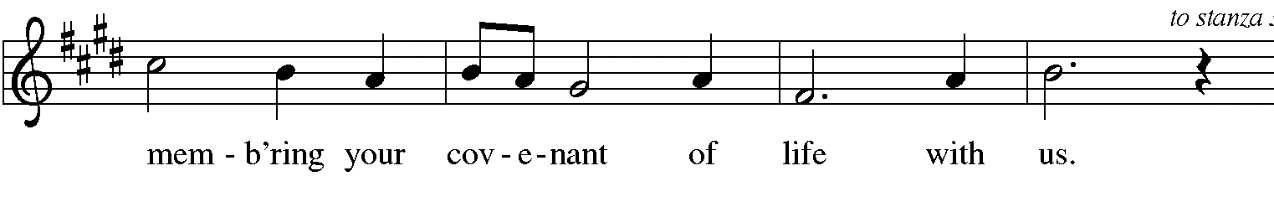 to stanza
mem - b’ring your cov - e - nant of life with us.